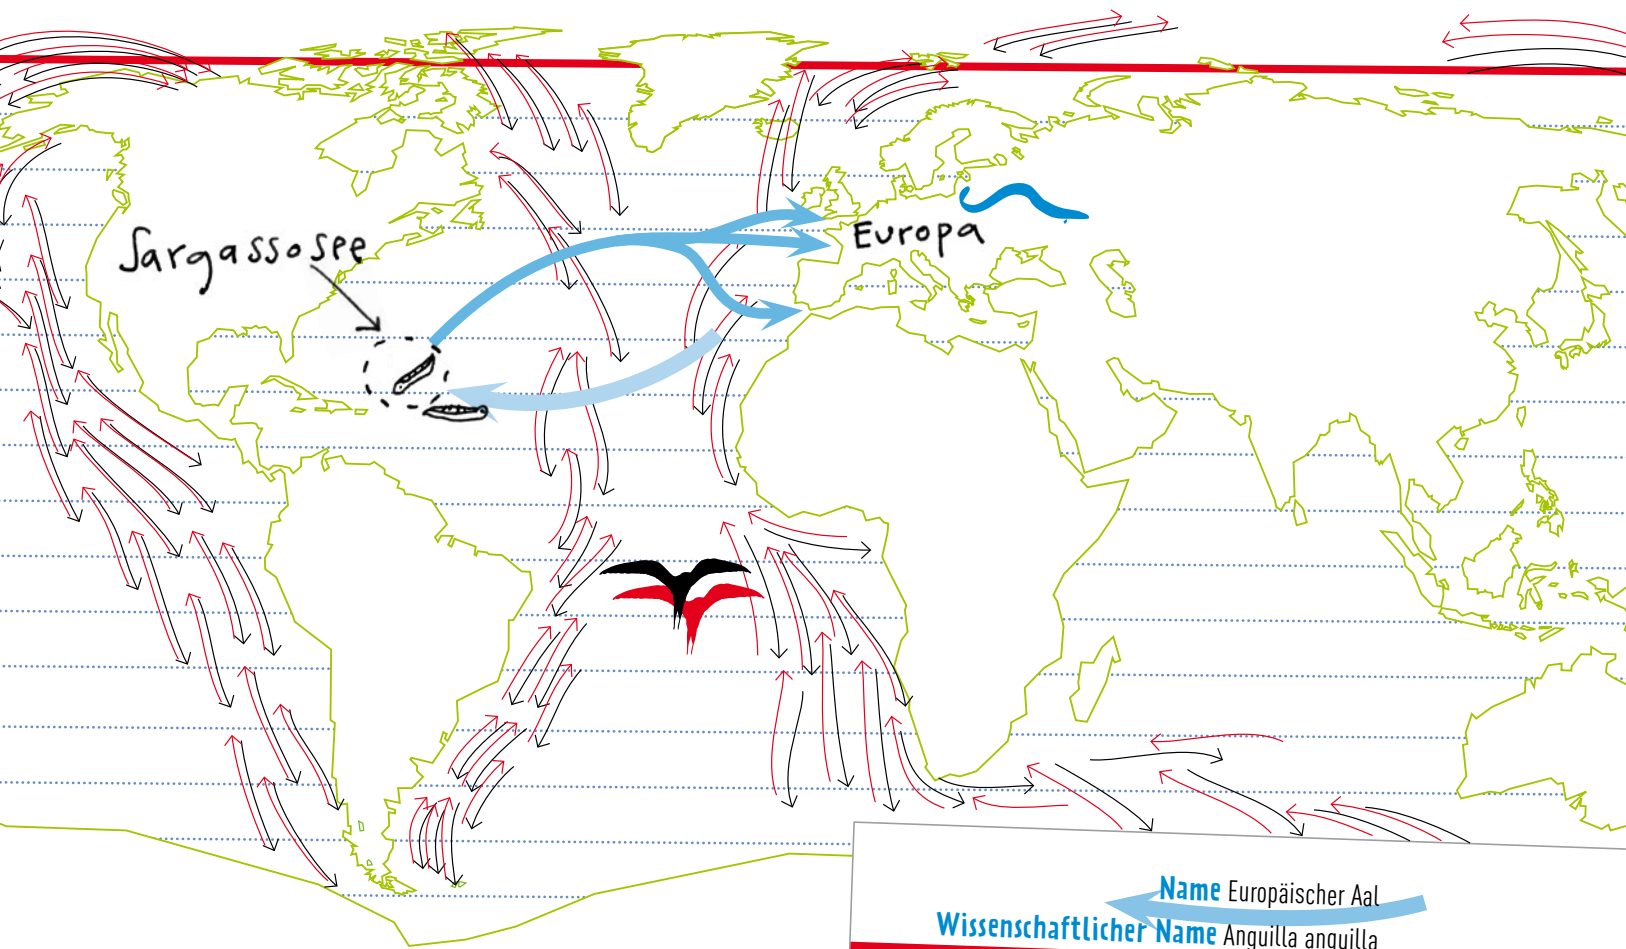 Sargassosee
Europa
Name Europäischer Aal
Wissenschaftlicher Name Anguilla anguilla